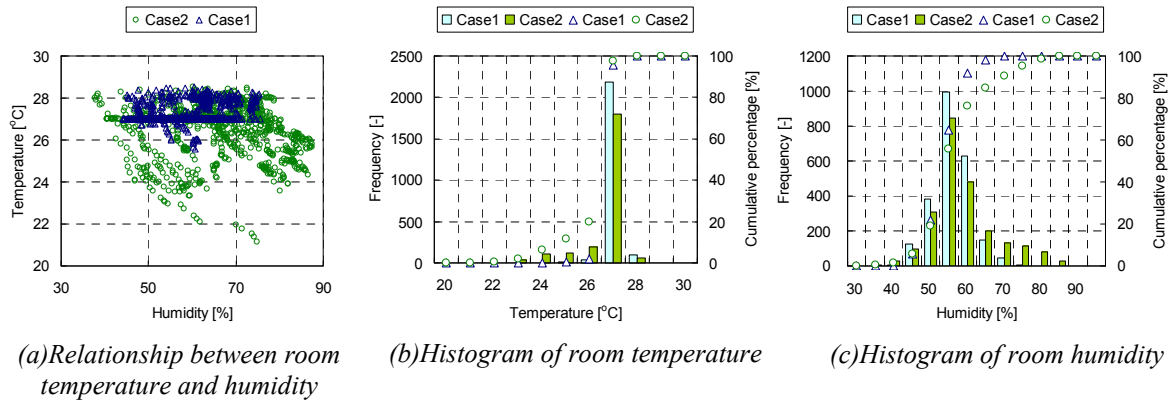 Case2 Case1
Temperature [°C]
30
28
26
24
22
20
30 50 70 90
Humidity [%]
(a)Relationship between room
temperature and humidity
Case1 Case2 Case1 Case2
Frequency [-]
2500
2000
1500
1000
500
0
20 22 24 26 28 30
Temperature [°C]
100
80
60
40
20
0
Cumulative percentage [%]
(b)Histogram of room temperature
Case1 Case2 Case1 Case2
Frequency [-]
1200
1000
800
600
400
200
0
30 40 50 60 70 80 90
Humidity [%]
100
80
60
40
20
0
Cumulative percentage [%]
(c)Histogram of room humidity